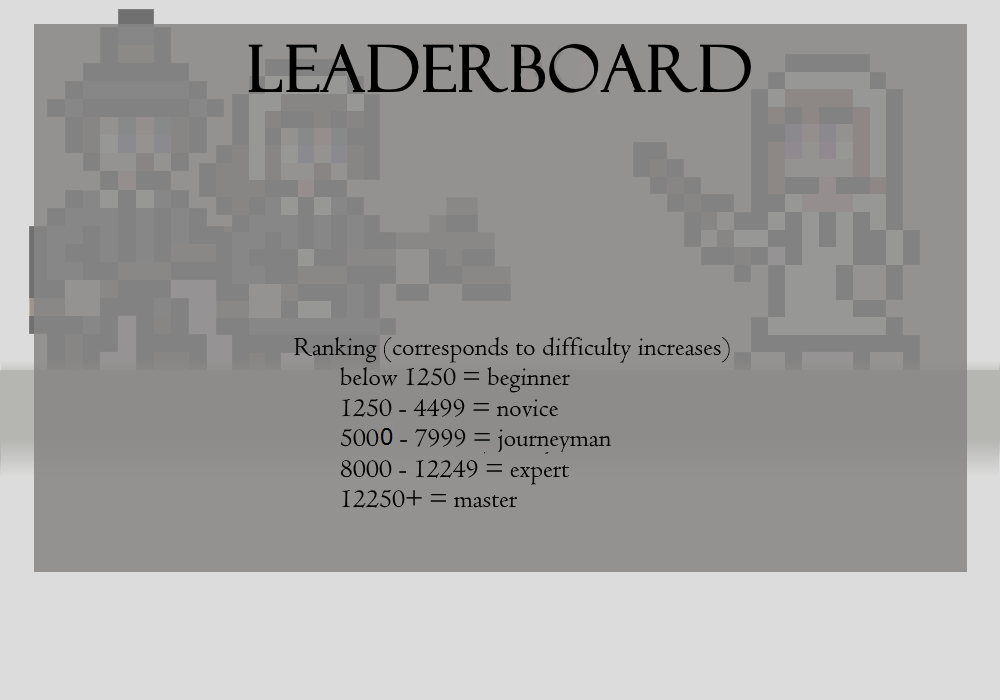 LEADERBOARD
Ranking (corresponds to difficulty increases)
below 1250 = beginner
1250 - 4499 = novice
5000 - 7999 = journeyman
8000 - 12249 = expert
12250+ = master